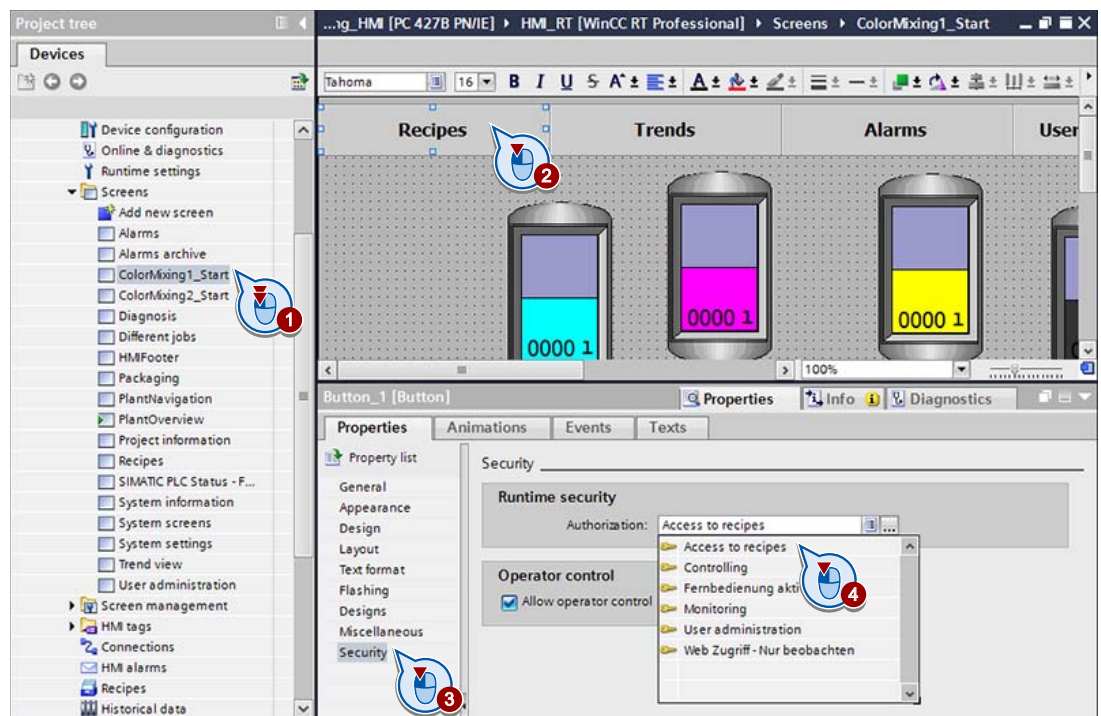 Project tree
...ng_HMI [PC 427B PN/IE] ▸ HMI_RT [WinCC RT Professional] ▸ Screens ▸ ColorMixing1_Start
Devices
Tahoma 16 B I U S A A
Recipes Trends Alarms User
2
0000 1
0000 1
0000 1
100%
Device configuration
Online & diagnostics
Runtime settings
Screens
Add new screen
Alarms
Alarms archive
ColorMixing1_Start
ColorMixing2_Start
1
Diagnosis
Different jobs
HMIFooter
Packaging
PlantNavigation
PlantOverview
Project information
Recipes
SIMATIC PLC Status - F...
System information
System screens
System settings
Trend view
User administration
Screen management
HMI tags
Connections
HMI alarms
Recipes
Historical data
Button_1 [Button]
Properties Info Diagnostics
Properties Animations Events Texts
Property list
General
Appearance
Design
Layout
Text format
Flashing
Designs
Miscellaneous
Security
3
Security
Runtime security
Authorization: Access to recipes ...
Operator control
Allow operator control
Access to recipes
Controlling
Fernbedienung akti
4
Monitoring
User administration
Web Zugriff - Nur beobachten